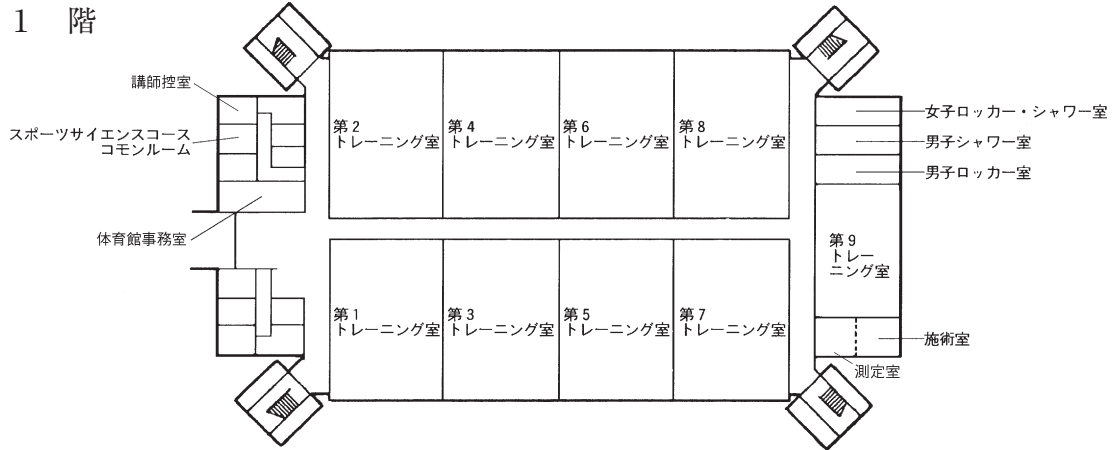 1 階
講師控室
スポーツサイエンスコース
コモンルーム
体育館事務室
第2
トレーニング室
第4
トレーニング室
第6
トレーニング室
第8
トレーニング室
女子ロッカー・シャワー室
男子シャワー室
男子ロッカー室
第9
トレー
ニング室
第1
トレーニング室
第3
トレーニング室
第5
トレーニング室
第7
トレーニング室
施術室
測定室